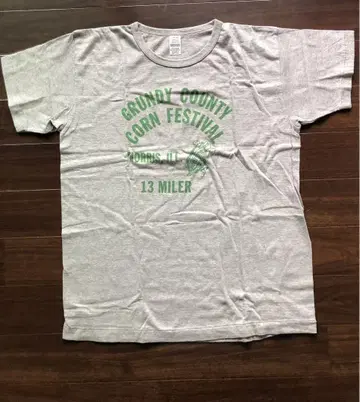 GRUNDY COUNTY
CORN FESTIVAL
MORRIS, ILL
13 MILER